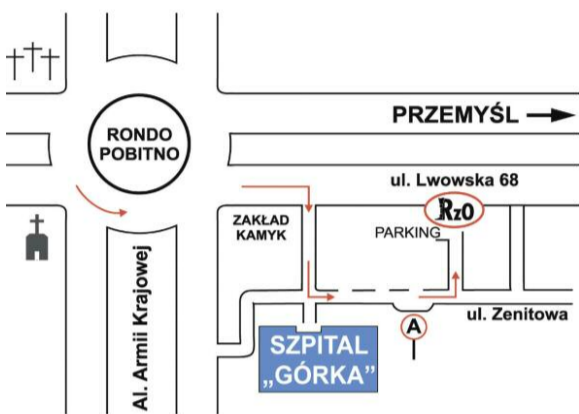 PRZEMYŚL
RONDO
POBITNO
ul. Lwowska 68
RzO
ZAKŁAD
KAMYK
PARKING
Al. Armii Krajowej
ul. Zenitowa
A
SZPITAL
„GÓRKA”